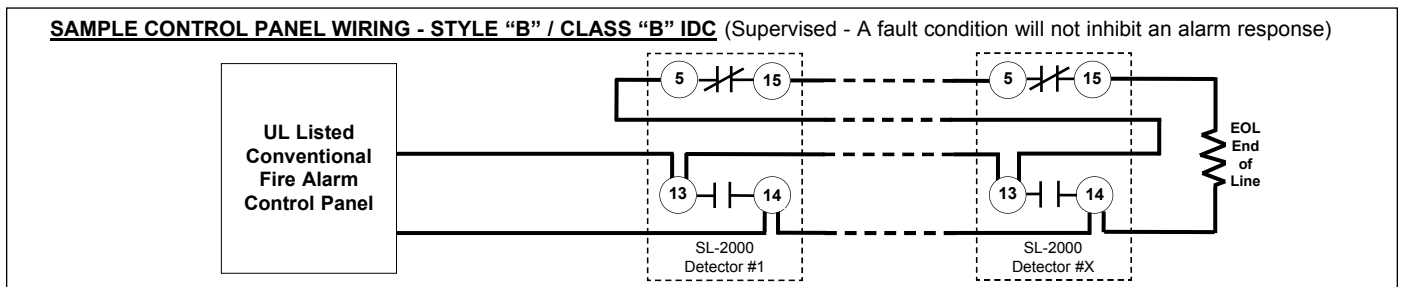 SAMPLE CONTROL PANEL WIRING - STYLE “B” / CLASS “B” IDC (Supervised - A fault condition will not inhibit an alarm response)
UL Listed
Conventional
Fire Alarm
Control Panel
5
15
13
14
SL-2000
Detector #1
5
15
13
14
SL-2000
Detector #X
EOL
End
of
Line